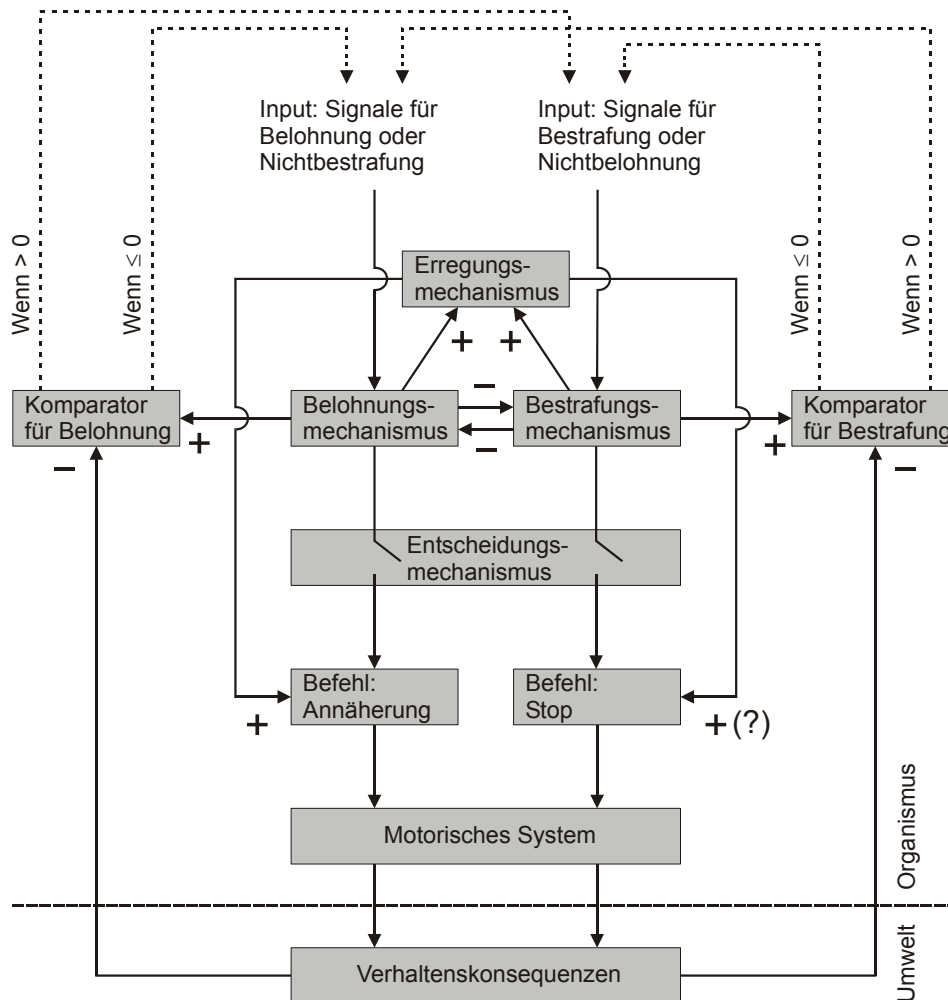 Input: Signale für
Belohnung oder
Nichtbestrafung
Input: Signale für
Bestrafung oder
Nichtbelohnung
Wenn > 0
Wenn ≤ 0
Wenn ≤ 0
Wenn > 0
Erregungs-
mechanismus
+
+
Komparator
für Belohnung
+
–
Belohnungs-
mechanismus
–
–
Bestrafungs-
mechanismus
Komparator
für Bestrafung
+
–
Entscheidungs-
mechanismus
Befehl:
Annäherung
+
Befehl:
Stop
+ (?)
Motorisches System
Organismus
Verhaltenskonsequenzen
Umwelt